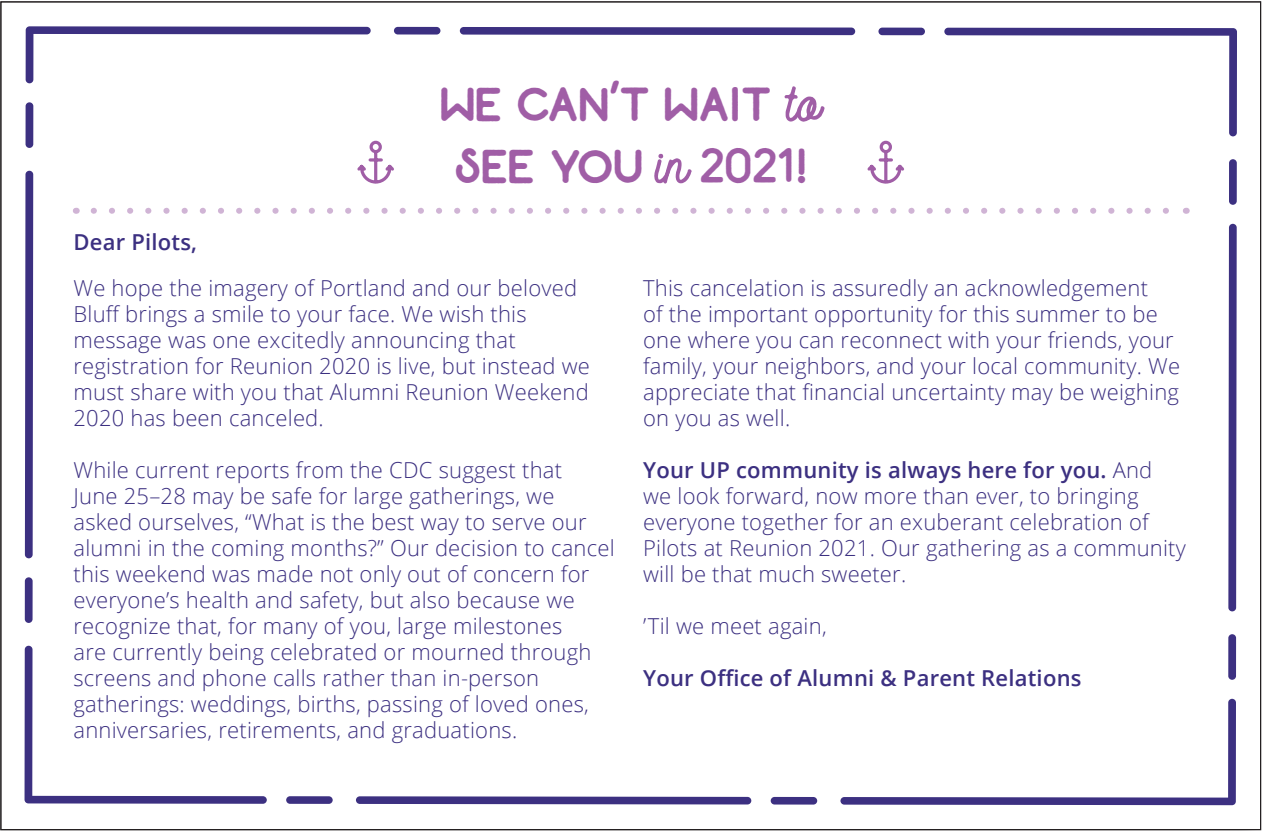 WE CAN'T WAIT to
SEE YOU in 2021!
Dear Pilots,
We hope the imagery of Portland and our beloved
Bluff brings a smile to your face. We wish this
message was one excitedly announcing that
registration for Reunion 2020 is live, but instead we
must share with you that Alumni Reunion Weekend
2020 has been canceled.
While current reports from the CDC suggest that
June 25–28 may be safe for large gatherings, we
asked ourselves, “What is the best way to serve our
alumni in the coming months?” Our decision to cancel
this weekend was made not only out of concern for
everyone’s health and safety, but also because we
recognize that, for many of you, large milestones
are currently being celebrated or mourned through
screens and phone calls rather than in-person
gatherings: weddings, births, passing of loved ones,
anniversaries, retirements, and graduations.
This cancelation is assuredly an acknowledgement
of the important opportunity for this summer to be
one where you can reconnect with your friends, your
family, your neighbors, and your local community. We
appreciate that financial uncertainty may be weighing
on you as well.
Your UP community is always here for you. And
we look forward, now more than ever, to bringing
everyone together for an exuberant celebration of
Pilots at Reunion 2021. Our gathering as a community
will be that much sweeter.
’Til we meet again,
Your Office of Alumni & Parent Relations